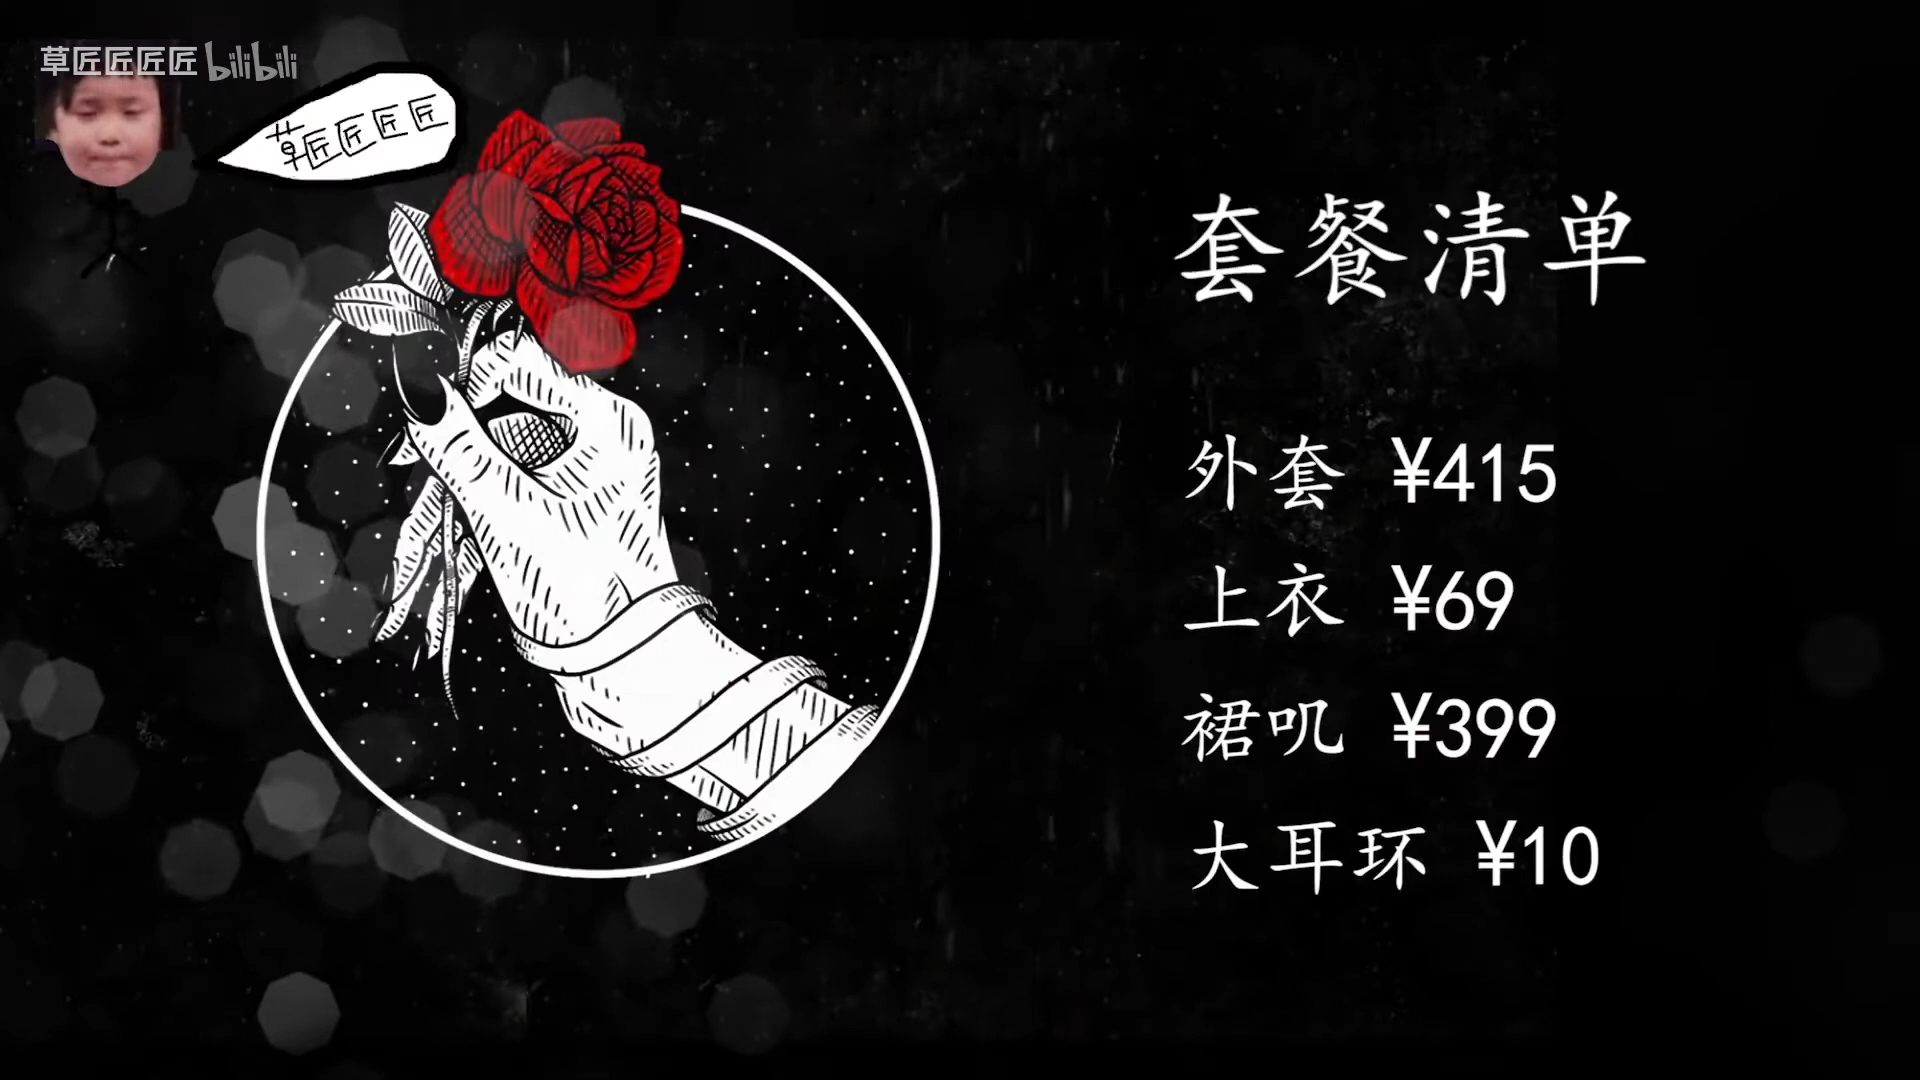 草匠匠匠匠 bilibili
草匠匠匠匠
套餐清单
外套 ¥415
上衣 ¥69
裙叽 ¥399
大耳环 ¥10